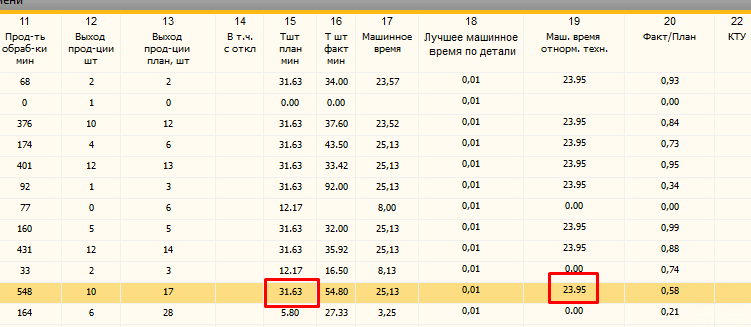 мени
11 12 13 14 15 16 17 18 19 20 22
Прод-ть обраб-ки мин Выход прод-ции шт Выход прод-ции план, шт В т.ч. с откл Тшт план мин Т шт факт мин Машинное время Лучшее машинное время по детали Маш. время отнорм. техн. Факт/План КТУ
68 2 2 31.63 34.00 23,57 0,01 23.95 0,93
0 1 0 0.00 0.00 0,01 0,00
376 10 12 31.63 37.60 23,52 0,01 23.95 0,84
174 4 6 31.63 43.50 25,13 0,01 23.95 0,73
401 12 13 31.63 33.42 25,13 0,01 23.95 0,95
92 1 3 31.63 92.00 25,13 0,01 23.95 0,34
77 0 6 12.17 8,00 0,01 0.00 0,00
160 5 5 31.63 32.00 25,13 0,01 23.95 0,99
431 12 14 31.63 35.92 25,13 0,01 23.95 0,88
33 2 3 12.17 16.50 8,13 0,01 0.00 0,74
548 10 17 31.63 54.80 25,13 0,01 23.95 0,58
164 6 28 5.80 27.33 3,25 0,01 0.00 0,21